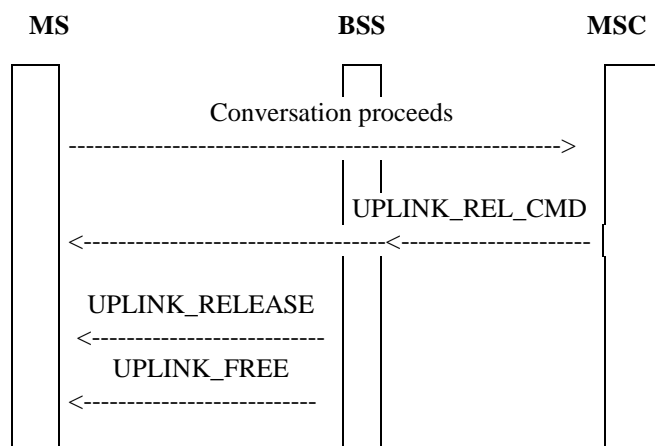 MS BSS MSC
Conversation proceeds
UPLINK_REL_CMD
UPLINK_RELEASE
UPLINK_FREE